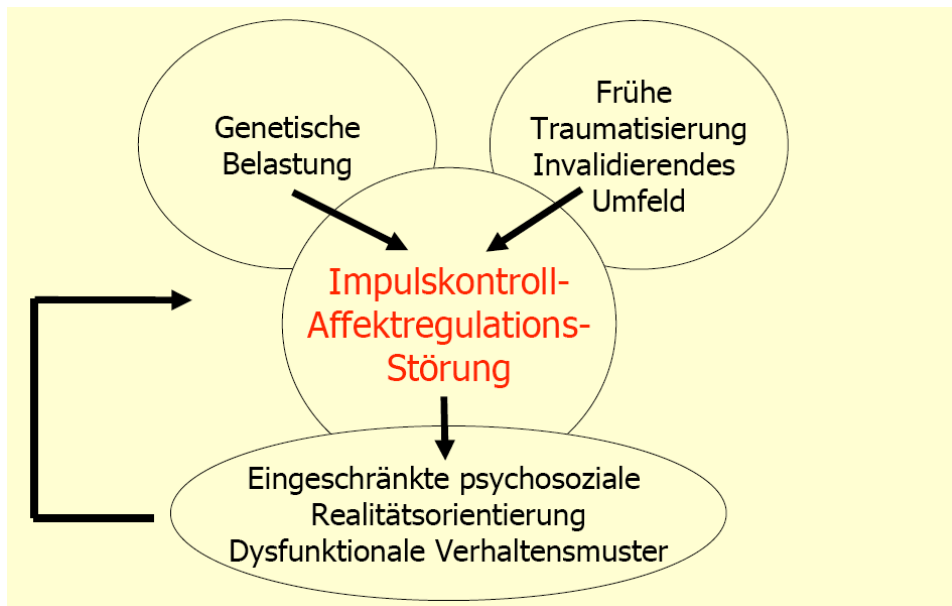 Genetische
Belastung
Frühe
Traumatisierung
Invalidierendes
Umfeld
Impulskontroll-
Affektregulations-
Störung
Eingeschränkte psychosoziale
Realitätsorientierung
Dysfunktionale Verhaltensmuster